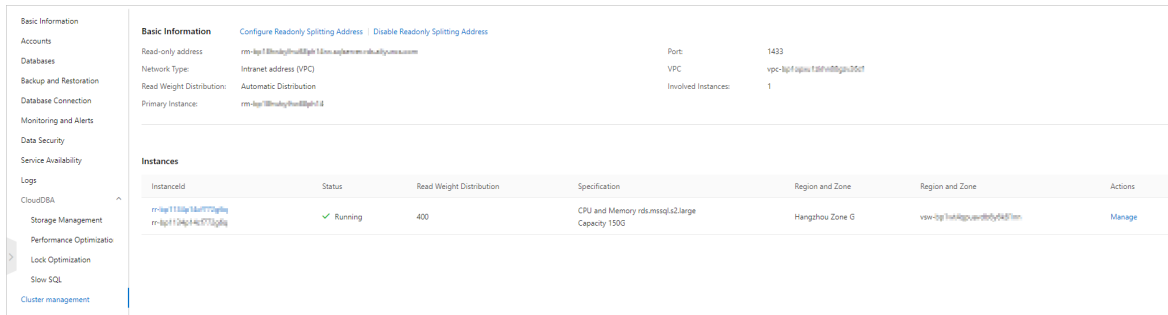 Basic Information
Accounts
Databases
Backup and Restoration
Database Connection
Monitoring and Alerts
Data Security
Service Availability
Logs
CloudDBA
Storage Management
Performance Optimizatio
Lock Optimization
Slow SQL
Cluster management
Basic Information Configure Readonly Splitting Address | Disable Readonly Splitting Address
Read-only address Port: 1433
Network Type: Intranet address (VPC) VPC
Read Weight Distribution: Automatic Distribution Involved Instances: 1
Primary Instance:
Instances
InstanceId Status Read Weight Distribution Specification Region and Zone Region and Zone Actions
Running 400 CPU and Memory rds.mssql.s2.large Hangzhou Zone G Manage
Capacity 150G